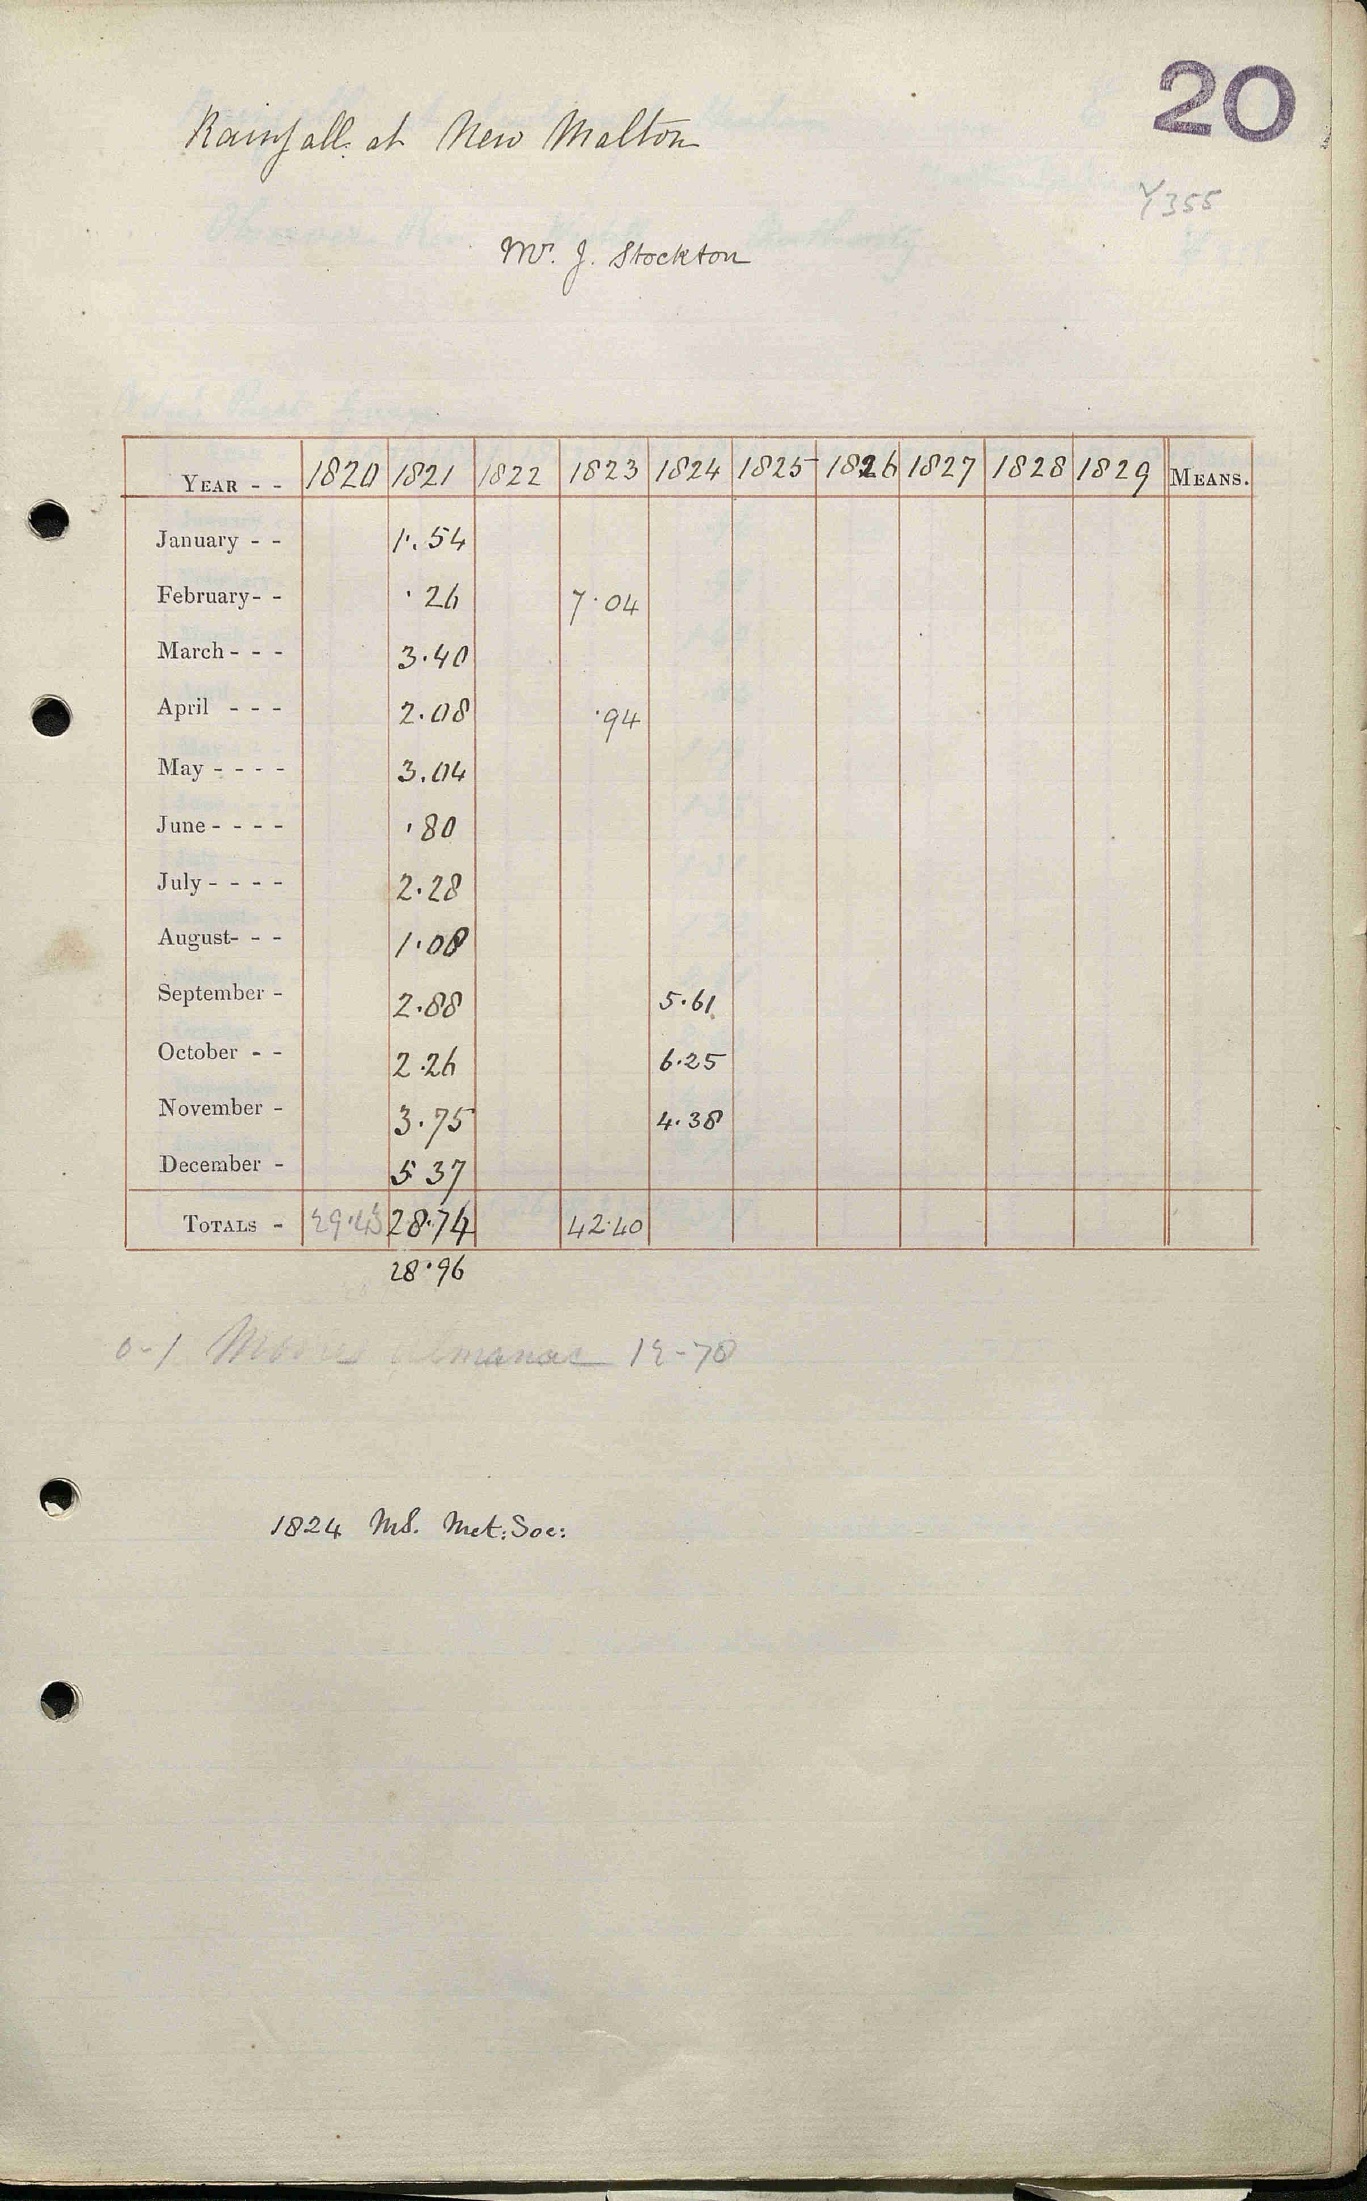 20
Rainfall at New Malton
Y355
Mr. J. Stockton
YEAR - - 1820 1821 1822 1823 1824 1825 1826 1827 1828 1829 MEANS.
January - - 1.54
February - - .26 7.04
March - - - 3.40
April - - - 2.08 .94
May - - - - 3.04
June - - - - .80
July - - - - 2.28
August - - - 1.08
September - 2.88 5.61
October - - 2.26 6.25
November - 3.75 4.38
December - 5 37
TOTALS - 29.43 28.74 42.40
28.96
0-1 Moore's Almanac
1824 MS. Met: Soc: